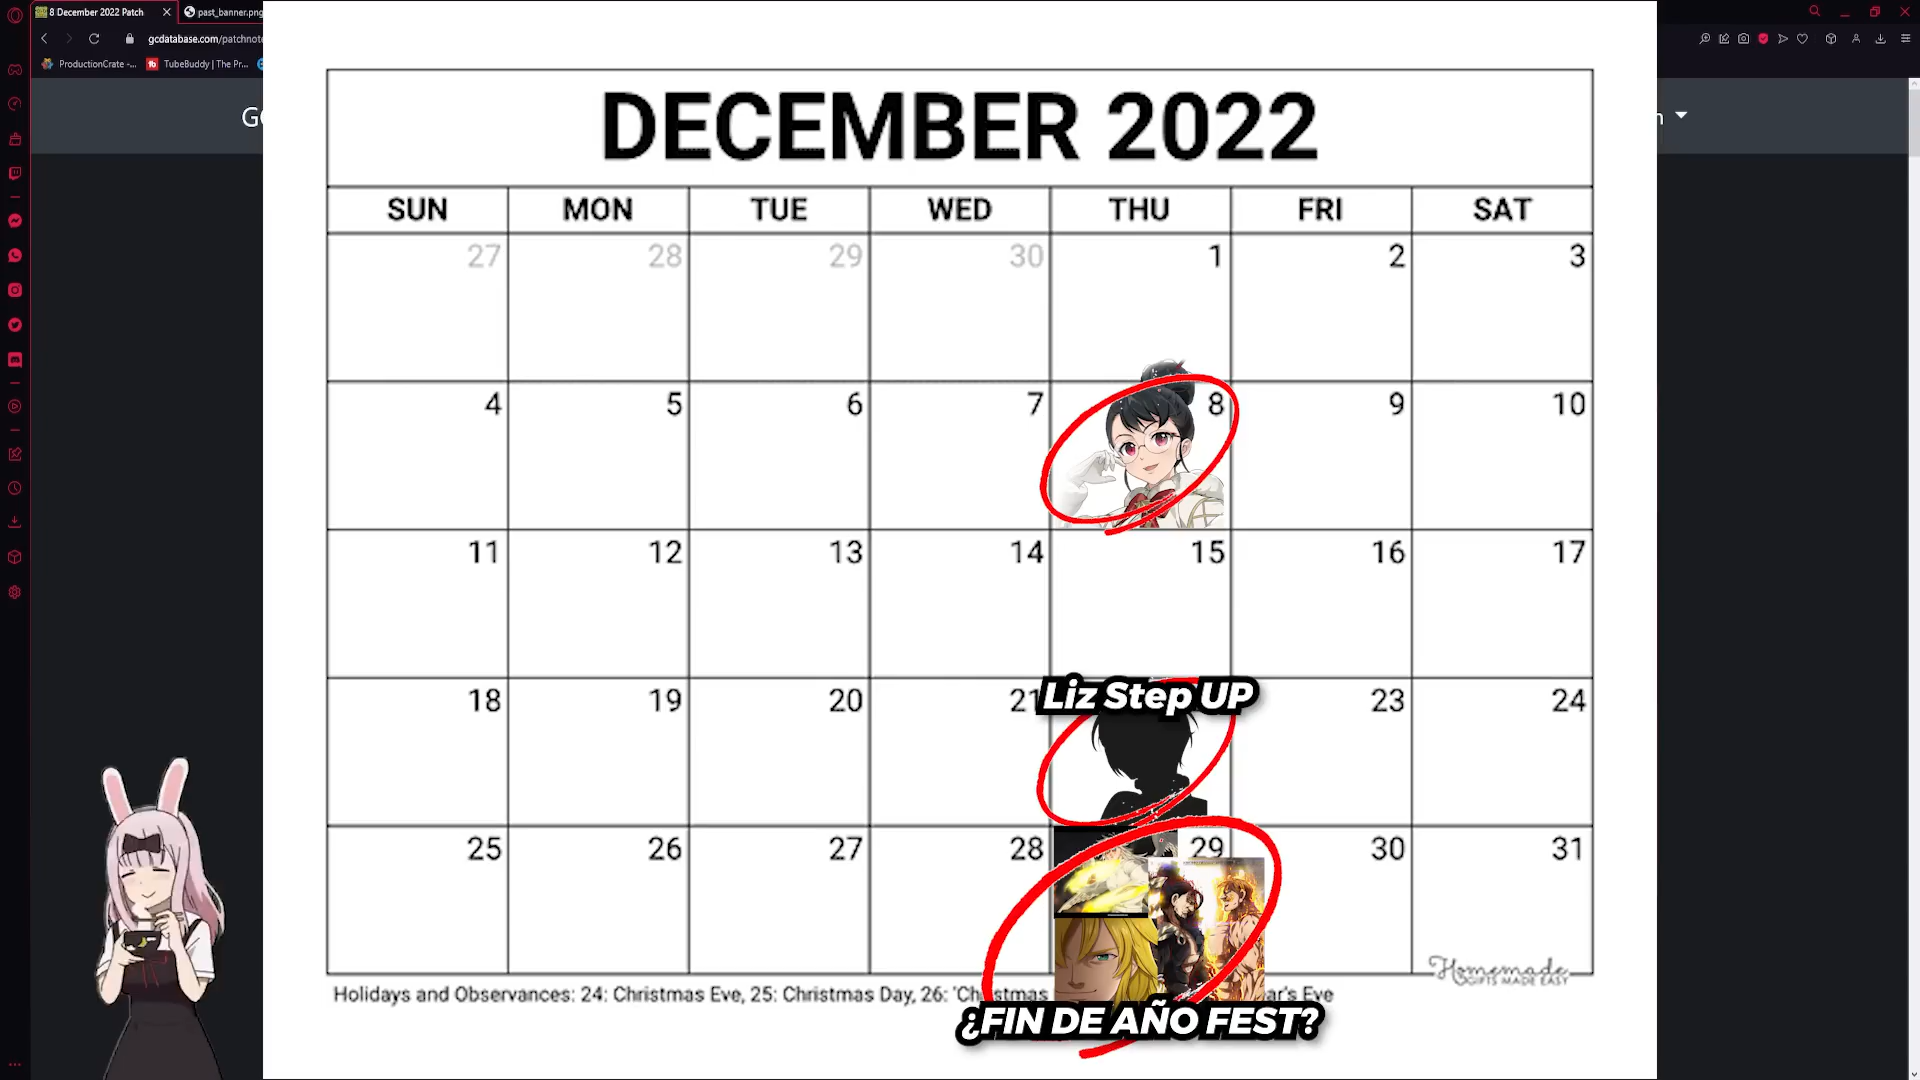 8 December 2022 Patch
past_banner.png
gcdatabase.com/patchnote
ProductionCrate -...
TubeBuddy | The Pr...
DECEMBER 2022
SUN MON TUE WED THU FRI SAT
27 28 29 30 1 2 3
4 5 6 7 8 9 10
11 12 13 14 15 16 17
Liz Step UP
18 19 20 21 23 24
25 26 27 28 29 30 31
Homemade
GIFTS MADE EASY
Holidays and Observances: 24: Christmas Eve, 25: Christmas Day, 26: 'Christmas ar's Eve
¿FIN DE AÑO FEST?